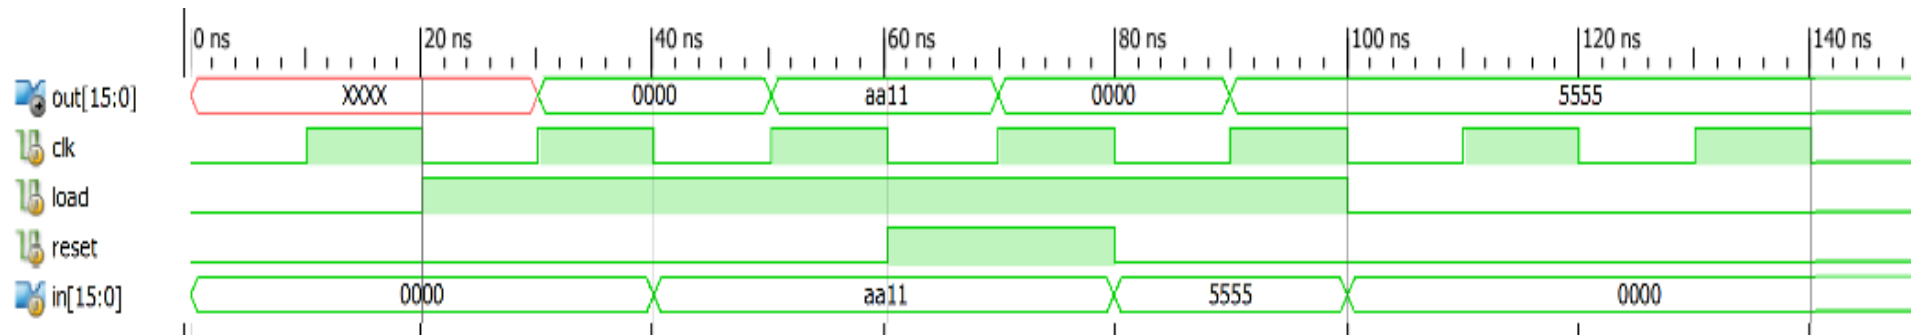 0 ns 20 ns 40 ns 60 ns 80 ns 100 ns 120 ns 140 ns
out[15:0] XXXX 0000 aa11 0000 5555
clk
load
reset
in[15:0] 0000 aa11 5555 0000